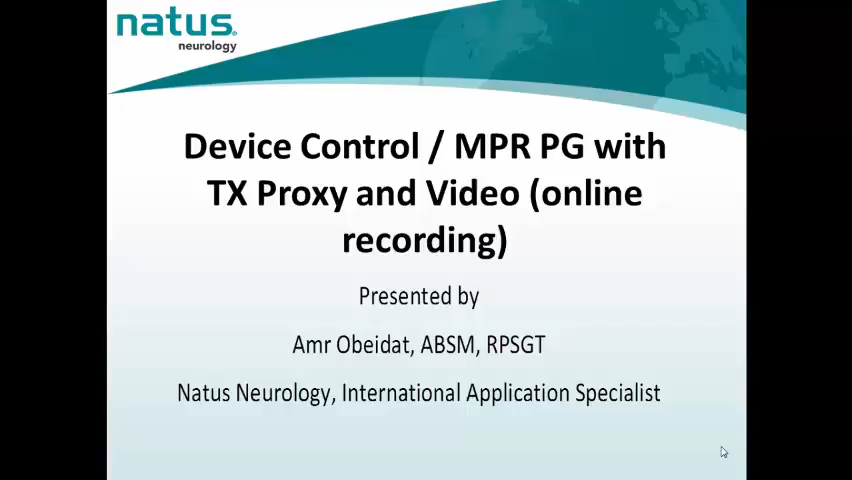 natus.
neurology
Device Control / MPR PG with
TX Proxy and Video (online
recording)
Presented by
Amr Obeidat, ABSM, RPSGT
Natus Neurology, International Application Specialist